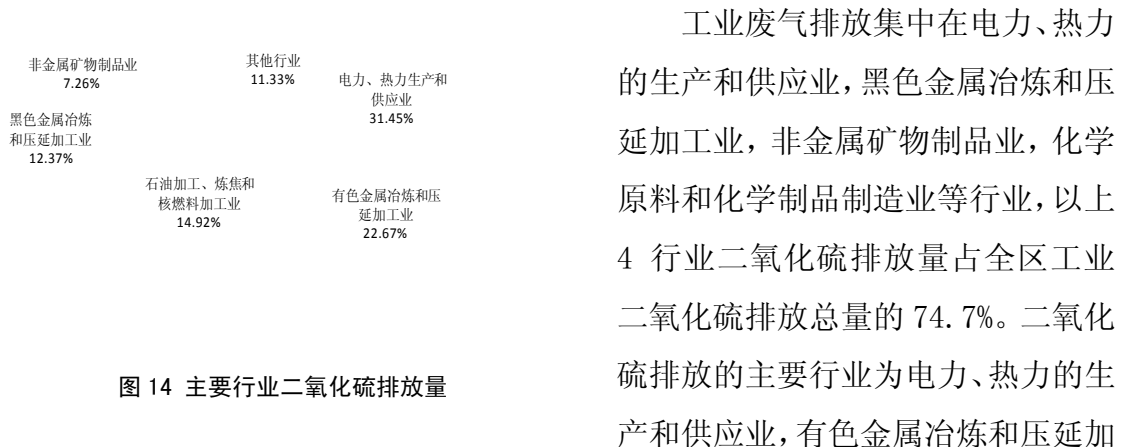 非金属矿物制品业
7.26%
其他行业
11.33%
电力、热力生产和
供应业
31.45%
黑色金属冶炼
和压延加工业
12.37%
石油加工、炼焦和
核燃料加工业
14.92%
有色金属冶炼和压
延加工业
22.67%
图 14 主要行业二氧化硫排放量
工业废气排放集中在电力、热力
的生产和供应业，黑色金属冶炼和压
延加工业，非金属矿物制品业，化学
原料和化学制品制造业等行业，以上
4 行业二氧化硫排放量占全区工业
二氧化硫排放总量的 74.7%。二氧化
硫排放的主要行业为电力、热力的生
产和供应业，有色金属冶炼和压延加